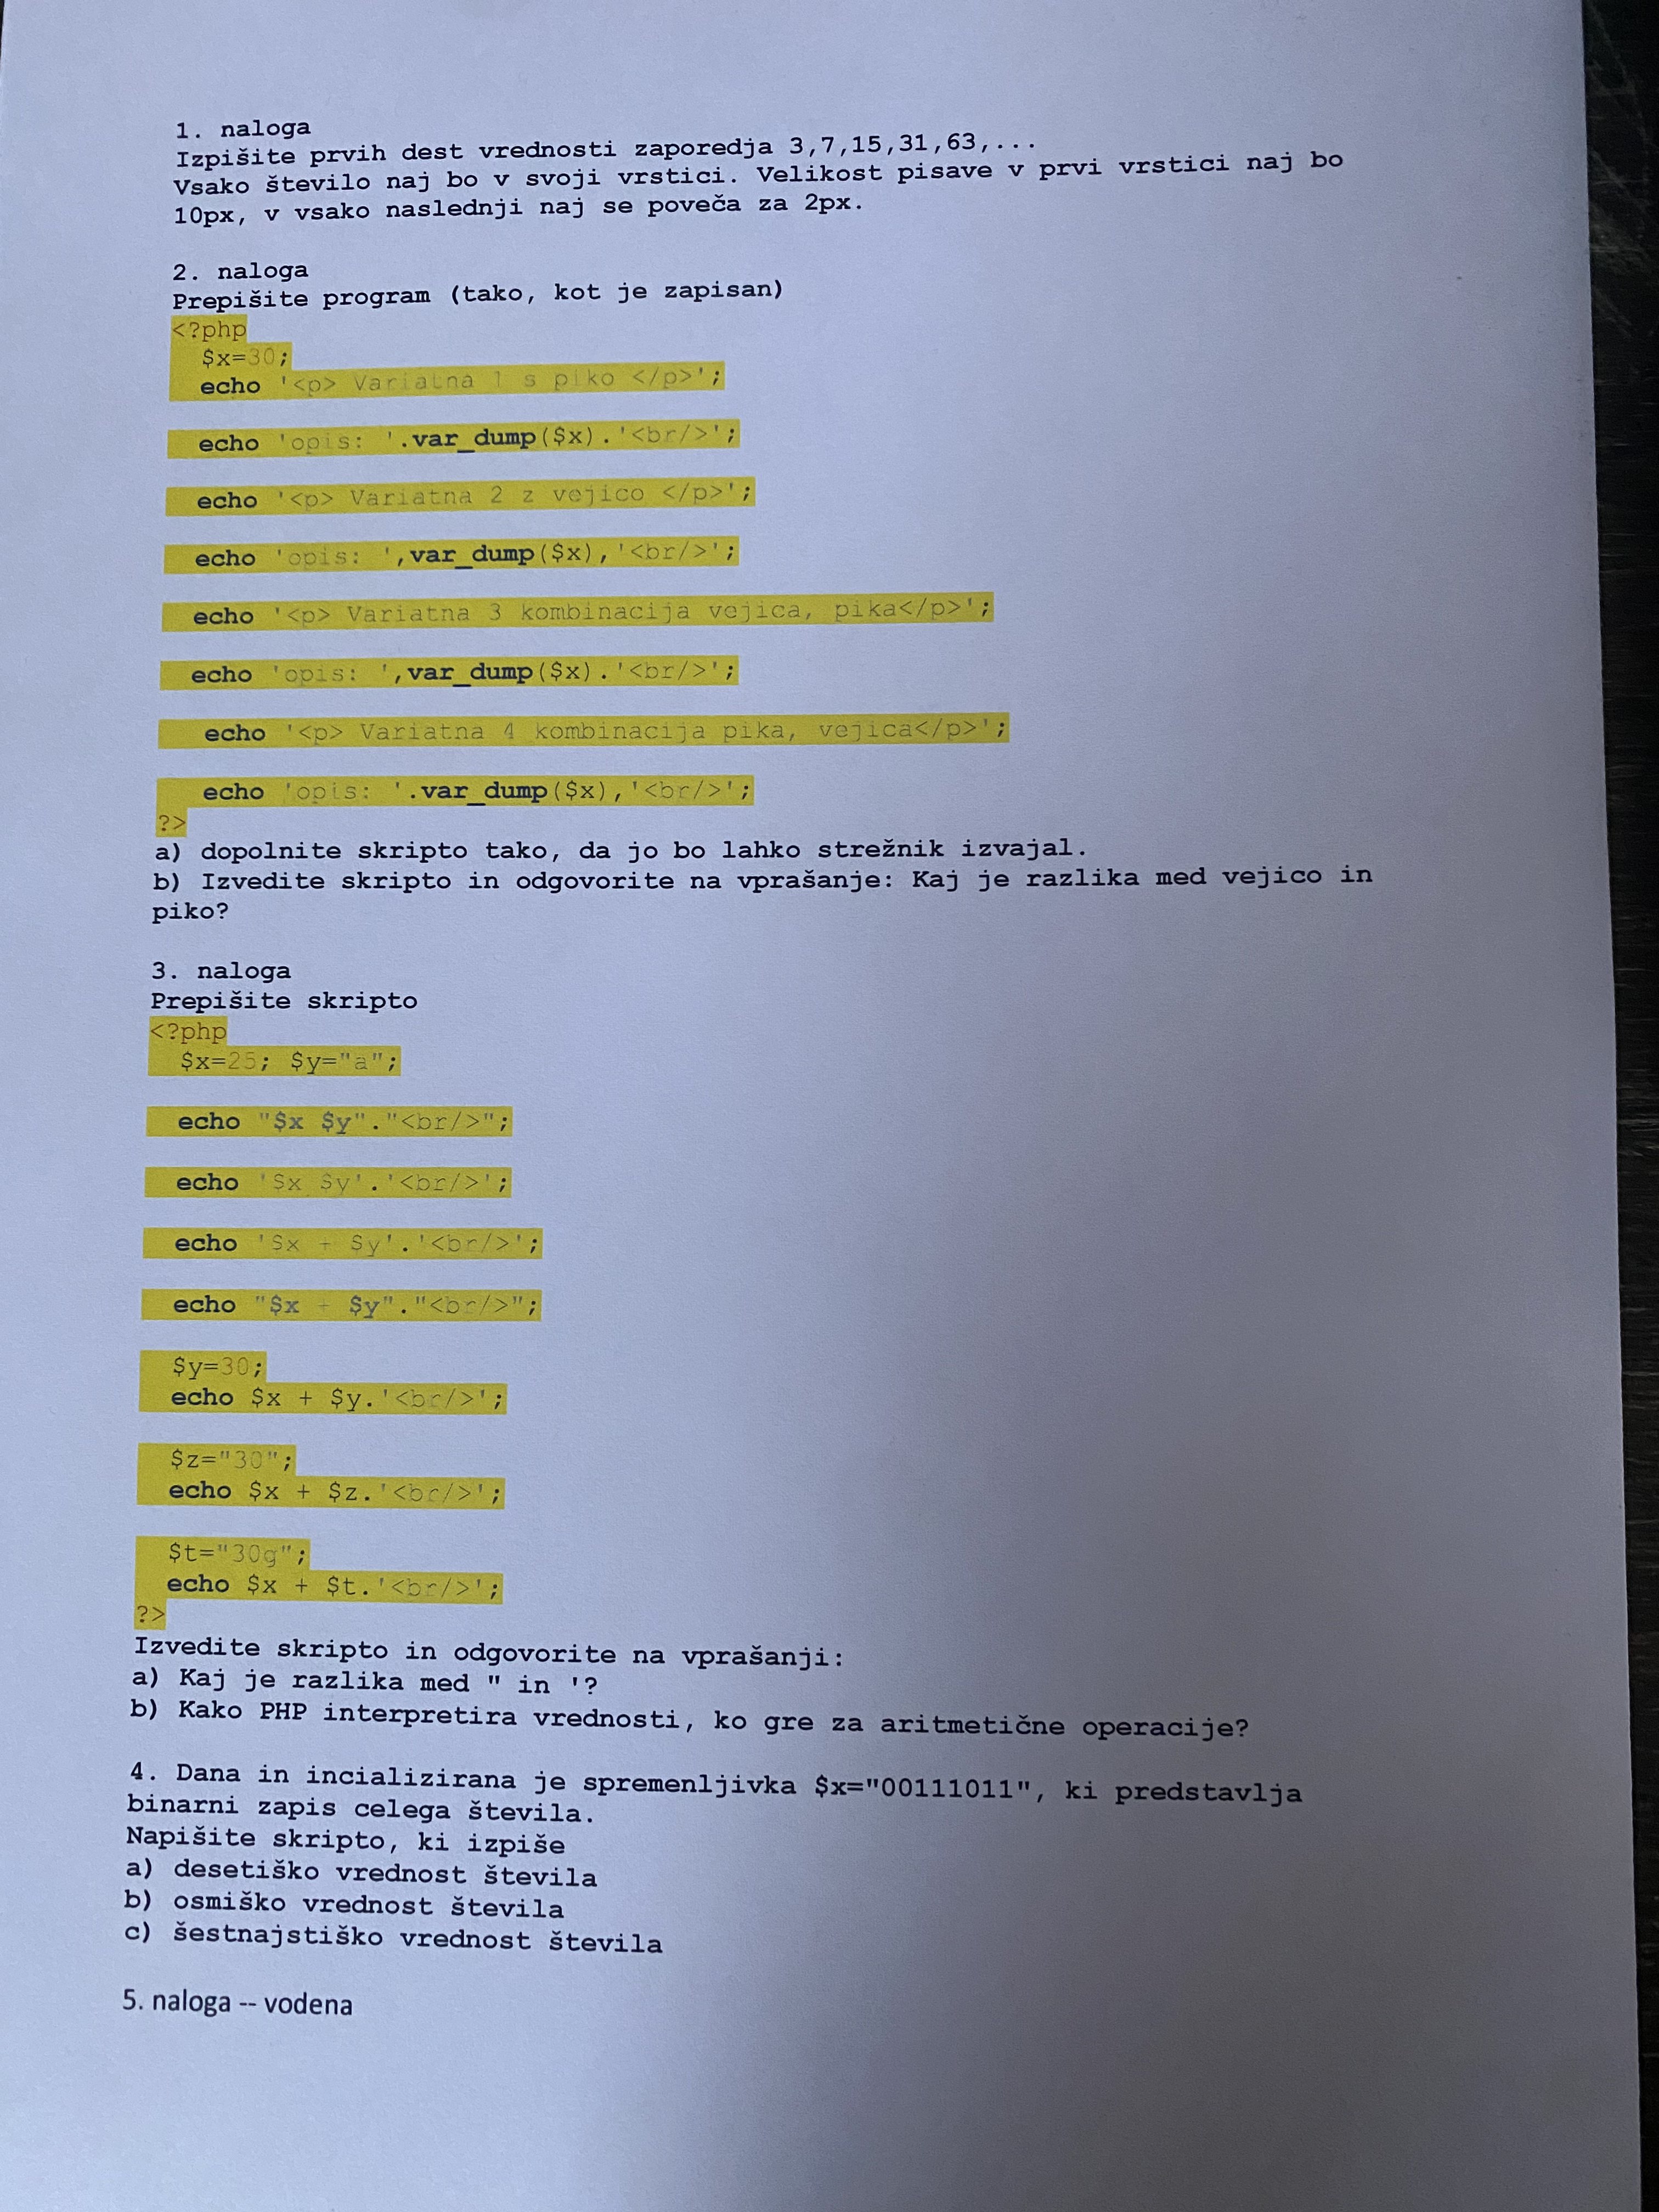 1. naloga
Izpišite prvih dest vrednosti zaporedja 3,7,15,31,63,...
Vsako število naj bo v svoji vrstici. Velikost pisave v prvi vrstici naj bo
10px, v vsako naslednji naj se poveča za 2px.
2. naloga
Prepišite program (tako, kot je zapisan)
<?php
$x=30;
echo '<p> Variatna 1 s piko </p>';
echo 'opis: '.var_dump($x).'<br/>';
echo '<p> Variatna 2 z vejico </p>';
echo 'opis: ',var_dump($x),'<br/>';
echo '<p> Variatna 3 kombinacija vejica, pika</p>';
echo 'opis: ',var_dump($x).'<br/>';
echo '<p> Variatna 4 kombinacija pika, vejica</p>';
echo 'opis: '.var_dump($x),'<br/>';
?>
a) dopolnite skripto tako, da jo bo lahko strežnik izvajal.
b) Izvedite skripto in odgovorite na vprašanje: Kaj je razlika med vejico in
piko?
3. naloga
Prepišite skripto
<?php
$x=25; $y="a";
echo "$x $y"."<br/>";
echo '$x $y'.'<br/>';
echo '$x + $y'.'<br/>';
echo "$x + $y"."<br/>";
$y=30;
echo $x + $y.'<br/>';
$z="30";
echo $x + $z.'<br/>';
$t="30g";
echo $x + $t.'<br/>';
?>
Izvedite skripto in odgovorite na vprašanji:
a) Kaj je razlika med " in '?
b) Kako PHP interpretira vrednosti, ko gre za aritmetične operacije?
4. Dana in incializirana je spremenljivka $x="00111011", ki predstavlja
binarni zapis celega števila.
Napišite skripto, ki izpiše
a) desetiško vrednost števila
b) osmiško vrednost števila
c) šestnajstiško vrednost števila
5. naloga -- vodena